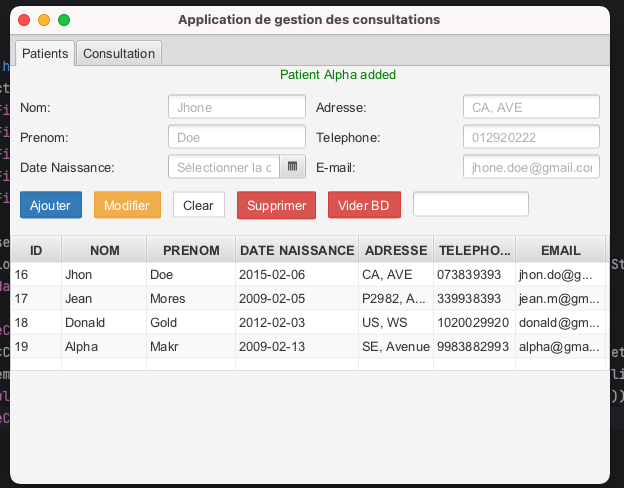 Application de gestion des consultations
Patients Consultation
Patient Alpha added
Nom: Jhone Adresse: CA, AVE
Prenom: Doe Telephone: 012920222
Date Naissance: Sélectionner la d E-mail: jhone.doe@gmail.com
Ajouter Modifier Clear Supprimer Vider BD
ID NOM PRENOM DATE NAISSANCE ADRESSE TELEPHO... EMAIL
16 Jhon Doe 2015-02-06 CA, AVE 073839393 jhon.do@g...
17 Jean Mores 2009-02-05 P2982, A... 339938393 jean.m@gm...
18 Donald Gold 2012-02-03 US, WS 1020029920 donald@gm...
19 Alpha Makr 2009-02-13 SE, Avenue 9983882993 alpha@gma...